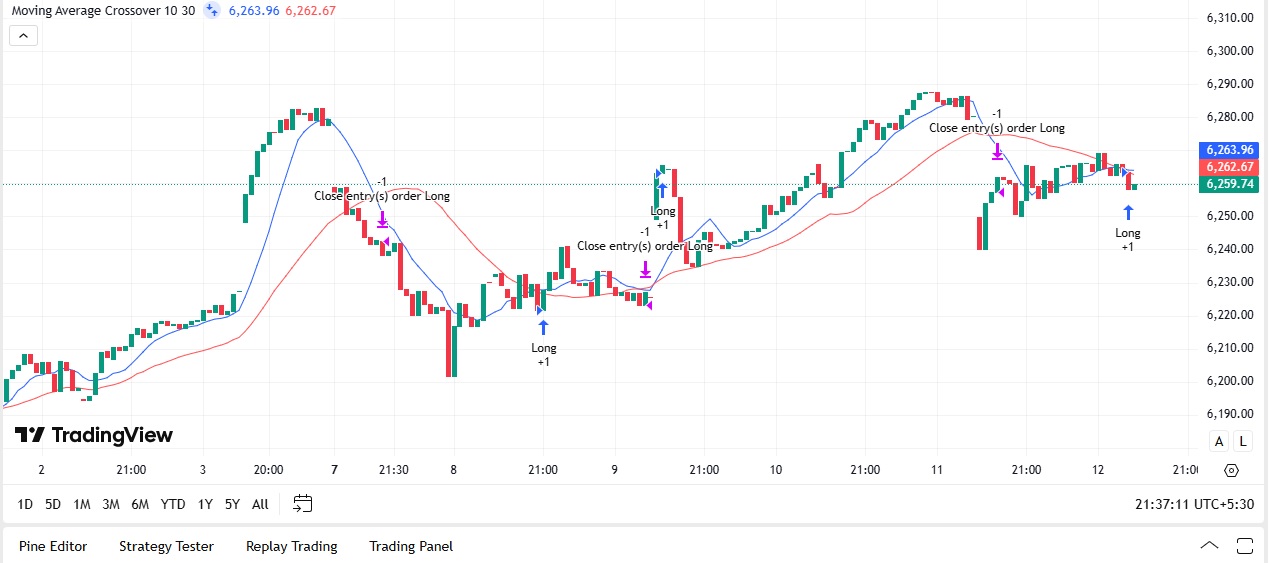 Moving Average Crossover 10 30 6,263.96 6,262.67
6,310.00
6,300.00
6,290.00
6,280.00
-1
Close entry(s) order Long
6,263.96
6,262.67
6,259.74
-1
Close entry(s) order Long
6,250.00
Long
+1
-1
Close entry(s) order Long
Long
+1
6,240.00
6,230.00
6,220.00
6,210.00
Long
+1
6,200.00
6,190.00
TradingView
A L
2 21:00 3 20:00 7 21:30 8 21:00 9 21:00 10 21:00 11 21:00 12 21:0
1D 5D 1M 3M 6M YTD 1Y 5Y All 21:37:11 UTC+5:30
Pine Editor Strategy Tester Replay Trading Trading Panel